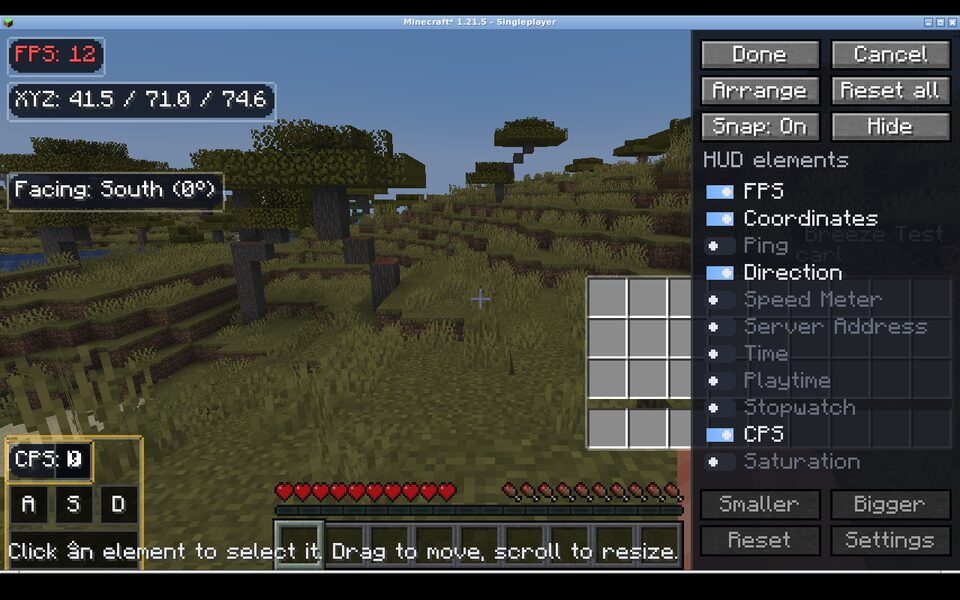 Minecraft* 1.21.5 - Singleplayer
FPS: 12
XYZ: 41.5 / 71.0 / 74.6
Facing: South (0°)
Done
Cancel
Arrange
Reset all
Snap: On
Hide
HUD elements
FPS
Coordinates
Ping
Breeze Test
Direction
Speed Meter
Server Address
Time
Playtime
Stopwatch
CPS
Saturation
Smaller
Bigger
Reset
Settings
CPS: 0
A S D
Click an element to select it. Drag to move, scroll to resize.